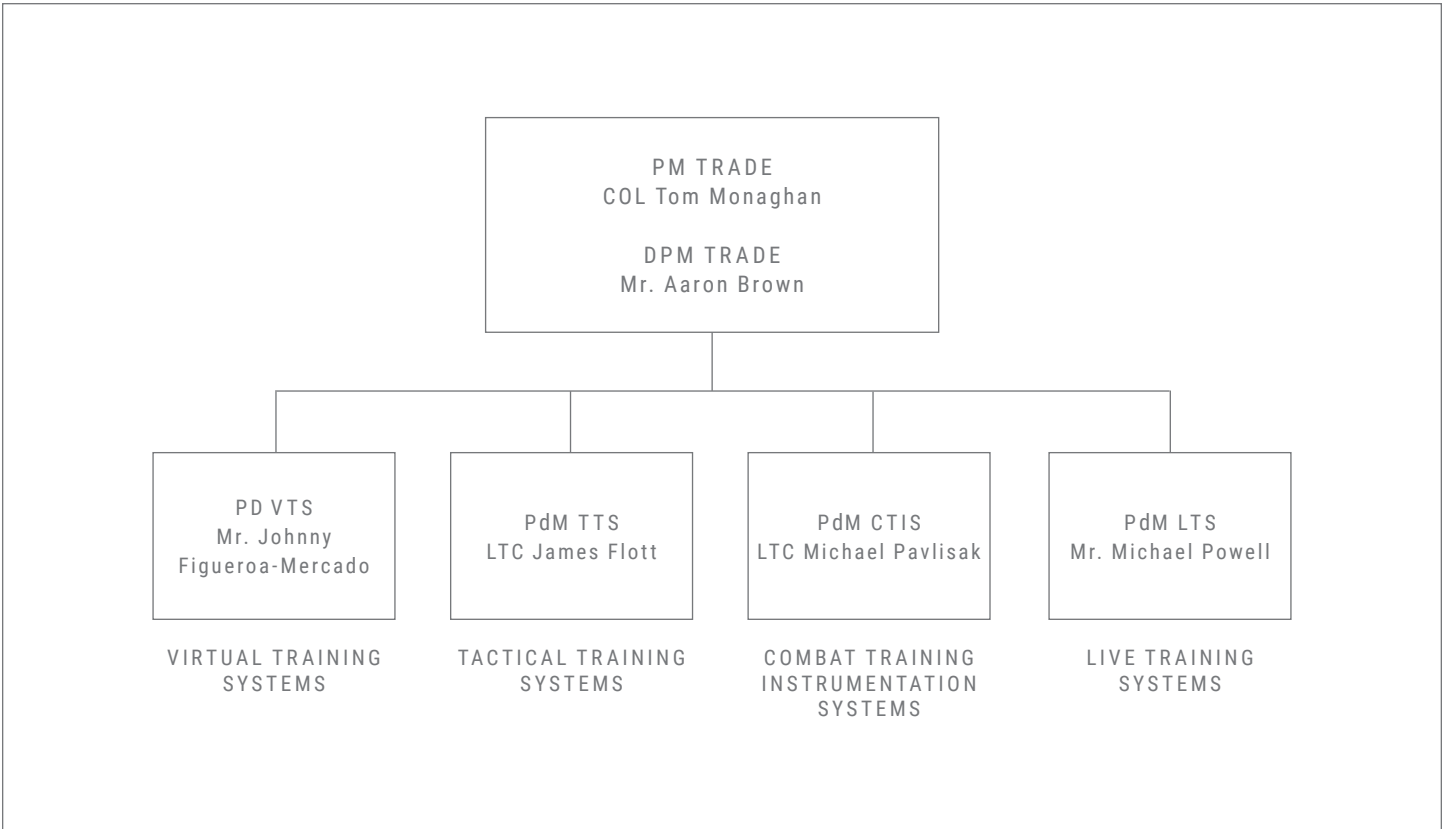 PM TRADE
COL Tom Monaghan
DPM TRADE
Mr. Aaron Brown
PD VTS
Mr. Johnny
Figueroa-Mercado
PdM TTS
LTC James Flott
PdM CTIS
LTC Michael Pavlisak
PdM LTS
Mr. Michael Powell
VIRTUAL TRAINING
SYSTEMS
TACTICAL TRAINING
SYSTEMS
COMBAT TRAINING
INSTRUMENTATION
SYSTEMS
LIVE TRAINING
SYSTEMS